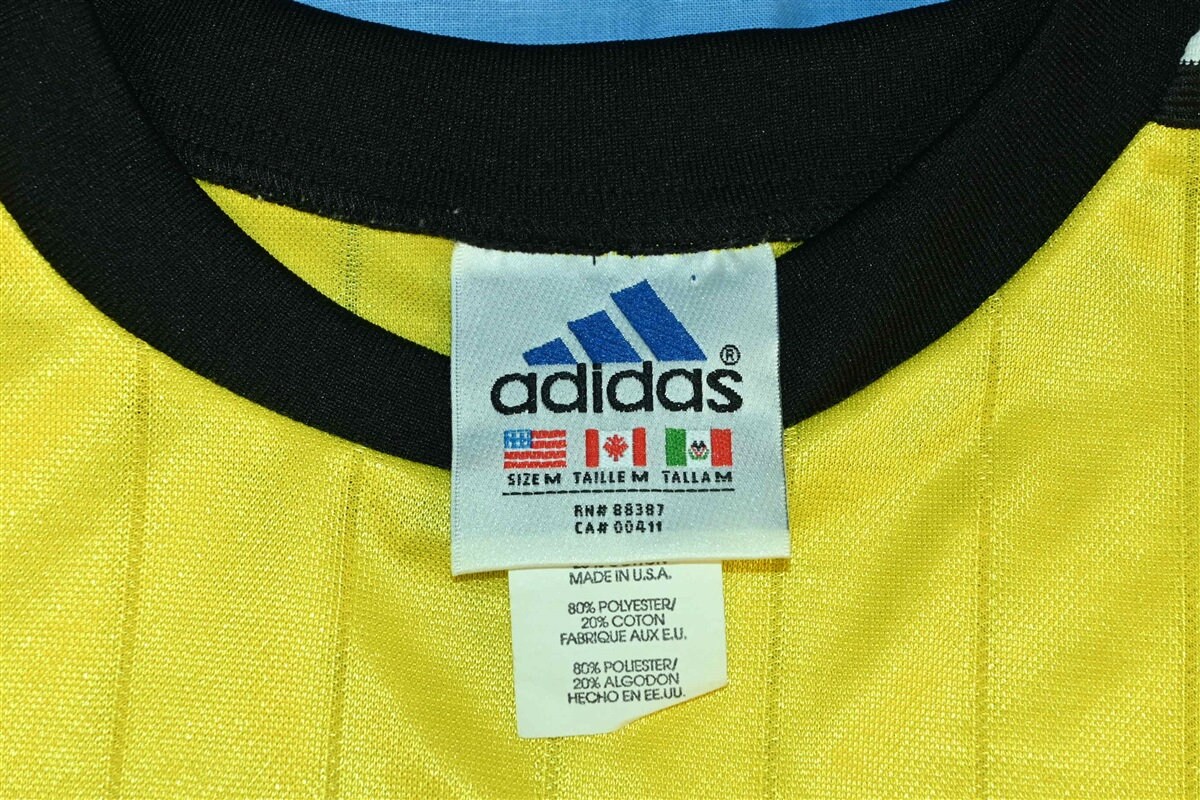 adidas®
SIZE M TAILLE M TALLA M
RN# 88387
CA# 00411
MADE IN U.S.A.
80% POLYESTER/
20% COTON
FABRIQUE AUX E.U.
80% POLIESTER/
20% ALGODON
HECHO EN EE.UU.